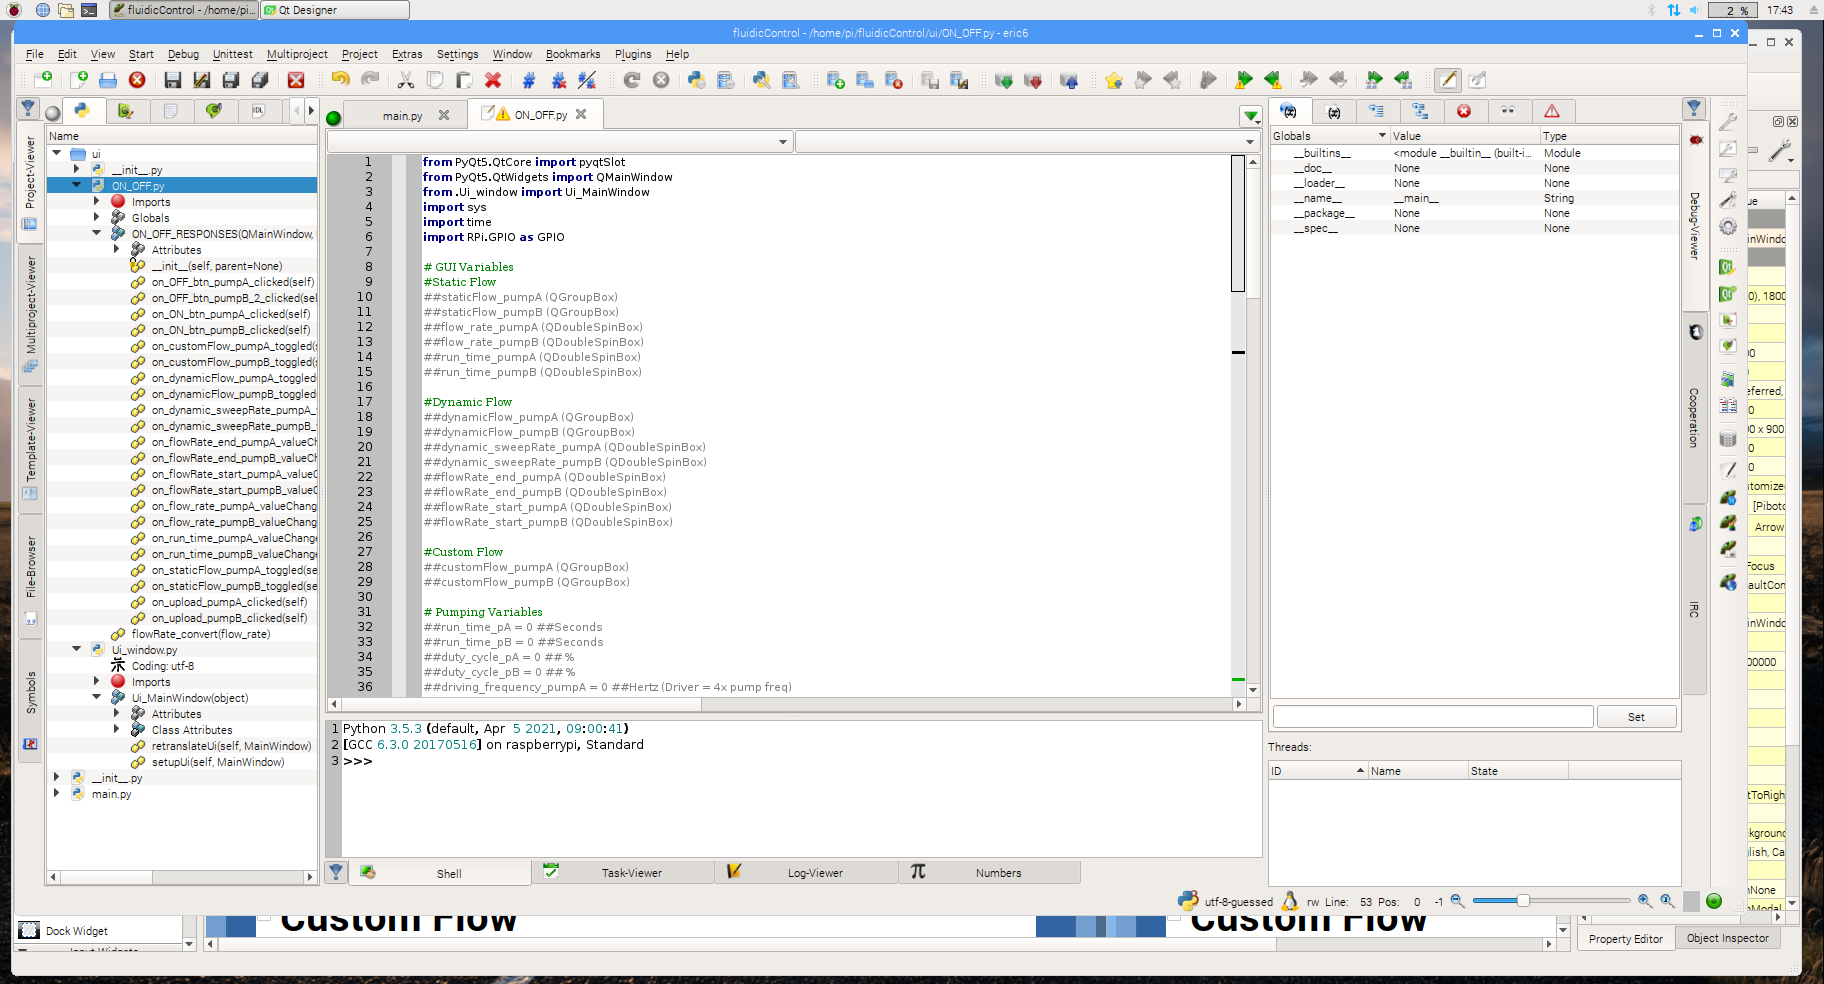 fluidicControl - /home/pi...
Qt Designer
2 %
17:43
fluidicControl - /home/pi/fluidicControl/ui/ON_OFF.py - eric6
File Edit View Start Debug Unittest Multiproject Project Extras Settings Window Bookmarks Plugins Help
main.py
ON_OFF.py
Project-Viewer
Multiproject-Viewer
Template-Viewer
File-Browser
Symbols
IDL
Name
ui
__init__.py
ON_OFF.py
Imports
Globals
ON_OFF_RESPONSES(QMainWindow,
Attributes
__init__(self, parent=None)
on_OFF_btn_pumpA_clicked(self)
on_OFF_btn_pumpB_2_clicked(sel
on_ON_btn_pumpA_clicked(self)
on_ON_btn_pumpB_clicked(self)
on_customFlow_pumpA_toggled(
on_customFlow_pumpB_toggled(
on_dynamicFlow_pumpA_toggled
on_dynamicFlow_pumpB_toggled
on_dynamic_sweepRate_pumpA_
on_dynamic_sweepRate_pumpB_
on_flowRate_end_pumpA_valueCh
on_flowRate_end_pumpB_valueCh
on_flowRate_start_pumpA_valueC
on_flowRate_start_pumpB_valueC
on_flow_rate_pumpA_valueChang
on_flow_rate_pumpB_valueChang
on_run_time_pumpA_valueChange
on_run_time_pumpB_valueChange
on_staticFlow_pumpA_toggled(se
on_staticFlow_pumpB_toggled(se
on_upload_pumpA_clicked(self)
on_upload_pumpB_clicked(self)
flowRate_convert(flow_rate)
Ui_window.py
Coding: utf-8
Imports
Ui_MainWindow(object)
Attributes
Class Attributes
retranslateUi(self, MainWindow)
setupUi(self, MainWindow)
__init__.py
main.py
1 from PyQt5.QtCore import pyqtSlot
2 from PyQt5.QtWidgets import QMainWindow
3 from .Ui_window import Ui_MainWindow
4 import sys
5 import time
6 import RPi.GPIO as GPIO
7
8 # GUI Variables
9 #Static Flow
10 ##staticFlow_pumpA (QGroupBox)
11 ##staticFlow_pumpB (QGroupBox)
12 ##flow_rate_pumpA (QDoubleSpinBox)
13 ##flow_rate_pumpB (QDoubleSpinBox)
14 ##run_time_pumpA (QDoubleSpinBox)
15 ##run_time_pumpB (QDoubleSpinBox)
16
17 #Dynamic Flow
18 ##dynamicFlow_pumpA (QGroupBox)
19 ##dynamicFlow_pumpB (QGroupBox)
20 ##dynamic_sweepRate_pumpA (QDoubleSpinBox)
21 ##dynamic_sweepRate_pumpB (QDoubleSpinBox)
22 ##flowRate_end_pumpA (QDoubleSpinBox)
23 ##flowRate_end_pumpB (QDoubleSpinBox)
24 ##flowRate_start_pumpA (QDoubleSpinBox)
25 ##flowRate_start_pumpB (QDoubleSpinBox)
26
27 #Custom Flow
28 ##customFlow_pumpA (QGroupBox)
29 ##customFlow_pumpB (QGroupBox)
30
31 # Pumping Variables
32 ##run_time_pA = 0 ##Seconds
33 ##run_time_pB = 0 ##Seconds
34 ##duty_cycle_pA = 0 ## %
35 ##duty_cycle_pB = 0 ## %
36 ##driving_frequency_pumpA = 0 ##Hertz (Driver = 4x pump freq)
1 Python 3.5.3 (default, Apr  5 2021, 09:00:41)
2 [GCC 6.3.0 20170516] on raspberrypi, Standard
3 >>>
Shell
Task-Viewer
Log-Viewer
Numbers
Globals Value Type
__builtins__ <module __builtin__ (built-i... Module
__doc__ None None
__loader__ None None
__name__ __main__ String
__package__ None None
__spec__ None None
Set
Threads:
ID Name State
Debug-Viewer
Cooperation
IRC
utf-8-guessed rw Line: 53 Pos: 0 -1
ue
inWindo
0), 1800
00
eferred,
0
00 x 900
0
0
stomize
[Piboto
Arrow
Focus
aultCon
inWindo
00000
tToRigh
kground
lish, Ca
nNone
Dock Widget
Custom Flow
Custom Flow
Property Editor
Object Inspector